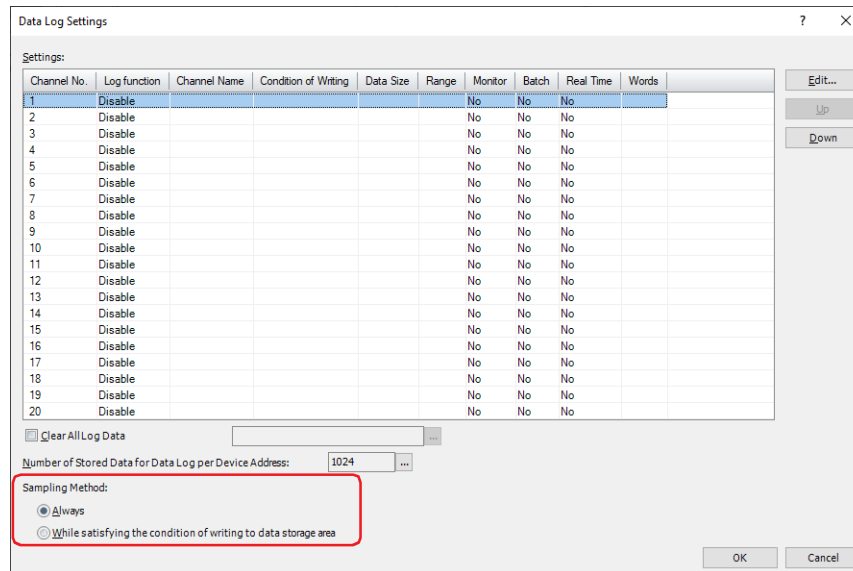 Data Log Settings ? ×
Settings:
Channel No. Log function Channel Name Condition of Writing Data Size Range Monitor Batch Real Time Words
1 Disable No No No
2 Disable No No No
3 Disable No No No
4 Disable No No No
5 Disable No No No
6 Disable No No No
7 Disable No No No
8 Disable No No No
9 Disable No No No
10 Disable No No No
11 Disable No No No
12 Disable No No No
13 Disable No No No
14 Disable No No No
15 Disable No No No
16 Disable No No No
17 Disable No No No
18 Disable No No No
19 Disable No No No
20 Disable No No No
Edit...
Up
Down
Clear All Log Data ...
Number of Stored Data for Data Log per Device Address: 1024 ...
Sampling Method:
Always
While satisfying the condition of writing to data storage area
OK Cancel